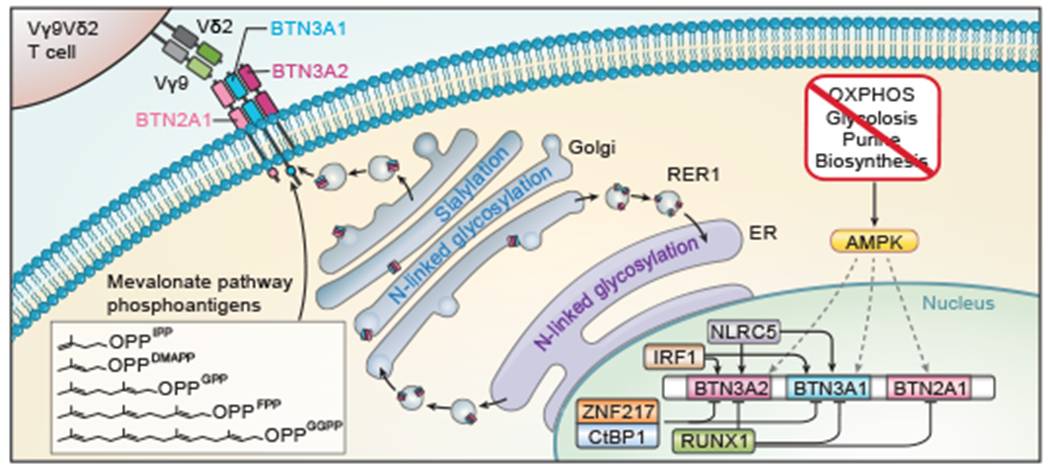 Vγ9Vδ2
T cell
Vδ2
BTN3A1
Vγ9
BTN3A2
BTN2A1
OXPHOS
Glycolosis
Purine
Biosynthesis
Golgi
RER1
Sialylation
N-linked glycosylation
AMPK
ER
N-linked glycosylation
Mevalonate pathway
phosphoantigens
Nucleus
OPP IPP
OPP DMAPP
OPP GPP
OPP FPP
OPP GGPP
NLRC5
IRF1
BTN3A2 BTN3A1 BTN2A1
ZNF217
CtBP1
RUNX1